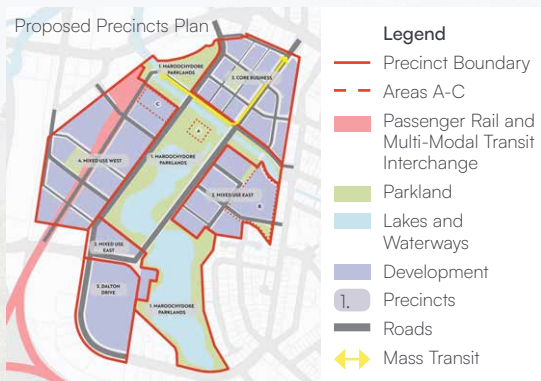 Proposed Precincts Plan
1. MAROOCHYDORE
PARKLANDS
2. CORE BUSINESS
C
A
4. MIXED USE WEST
1. MAROOCHYDORE
PARKLANDS
3. MIXED USE EAST
B
3. MIXED USE
EAST
5. DALTON
DRIVE
1. MAROOCHYDORE
PARKLANDS
Legend
Precinct Boundary
Areas A-C
Passenger Rail and
Multi-Modal Transit
Interchange
Parkland
Lakes and
Waterways
Development
1. Precincts
Roads
Mass Transit